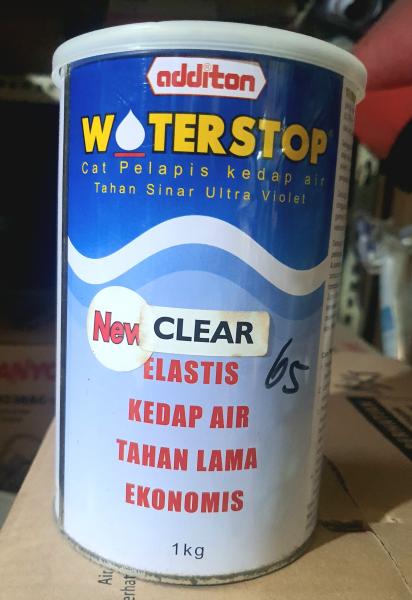 additon
WATERSTOP
Cat Pelapis kedap air
Tahan Sinar Ultra Violet
New CLEAR
ELASTIS
65
KEDAP AIR
TAHAN LAMA
EKONOMIS
1kg